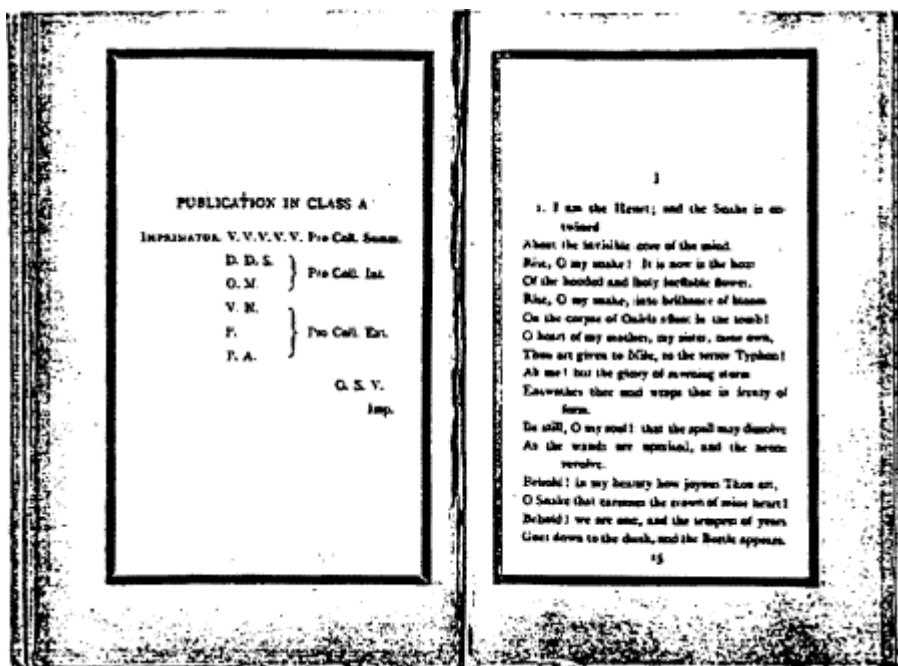 PUBLICATION IN CLASS A
IMPRIMATUR. V. V. V. V. V. Pro Coll. Summ.
D. D. S.
O. M.
Pro Coll. Int.
V. N.
P.
P. A.
Pro Coll. Ext.
O. S. V.
Imp.
I
1. I am the Heart; and the Snake is en-
twined
About the invisible core of the mind.
Rise, O my snake! It is now is the hour
Of the hooded and holy ineffable flower.
Rise, O my snake, into brilliance of bloom
On the corpse of Osiris afloat in the tomb!
O heart of my mother, my sister, mine own,
Thou art given to Nile, to the terror Typhon!
Ah me! but the glory of ravening storm
Enswathes thee and wraps thee in frenzy of
form.
Be still, O my soul! that the spell may dissolve
As the wands are upraised, and the æons
revolve.
Behold! in my beauty how joyous Thou art,
O Snake that caresses the crown of mine heart!
Behold! we are one, and the tempest of years
Goes down to the dusk, and the Beetle appears.
15